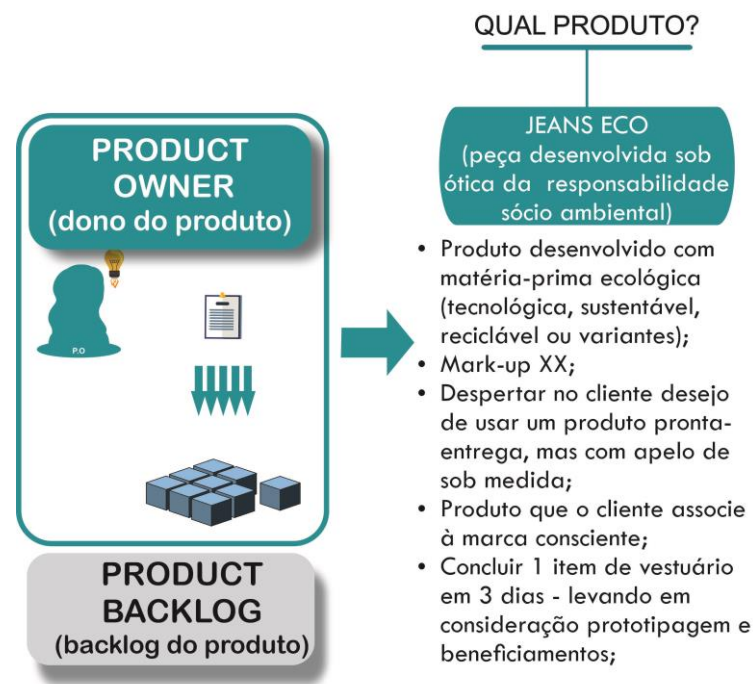 PRODUCT
OWNER
(dono do produto)
P.O
PRODUCT
BACKLOG
(backlog do produto)
QUAL PRODUTO?
JEANS ECO
(peça desenvolvida sob
ótica da responsabilidade
sócio ambiental)
• Produto desenvolvido com
matéria-prima ecológica
(tecnológica, sustentável,
reciclável ou variantes);
• Mark-up XX;
• Despertar no cliente desejo
de usar um produto pronta-
entrega, mas com apelo de
sob medida;
• Produto que o cliente associe
à marca consciente;
• Concluir 1 item de vestuário
em 3 dias - levando em
consideração prototipagem e
beneficiamentos;